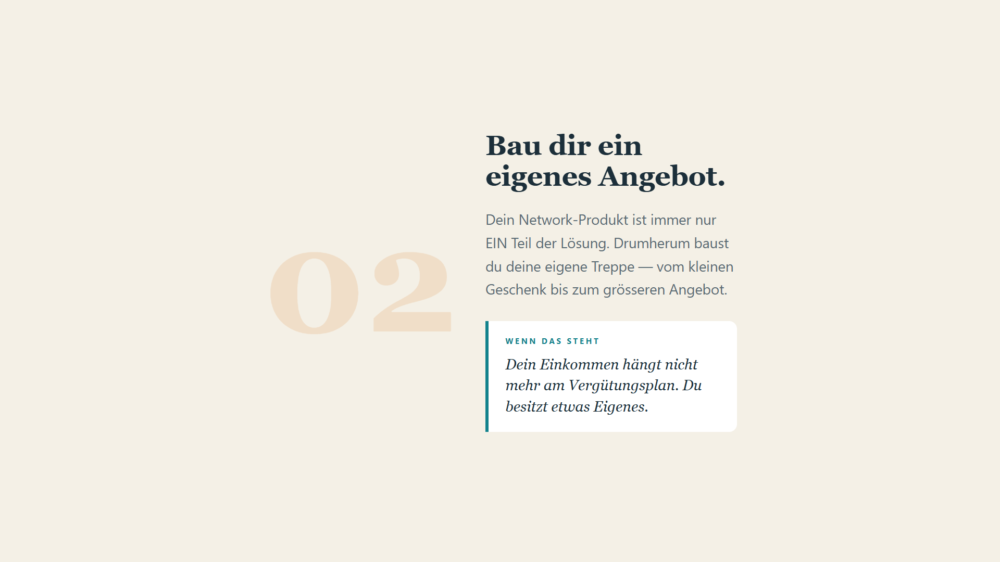 02
Bau dir ein
eigenes Angebot.
Dein Network-Produkt ist immer nur
EIN Teil der Lösung. Drumherum baust
du deine eigene Treppe — vom kleinen
Geschenk bis zum grösseren Angebot.
WENN DAS STEHT
Dein Einkommen hängt nicht
mehr am Vergütungsplan. Du
besitzt etwas Eigenes.